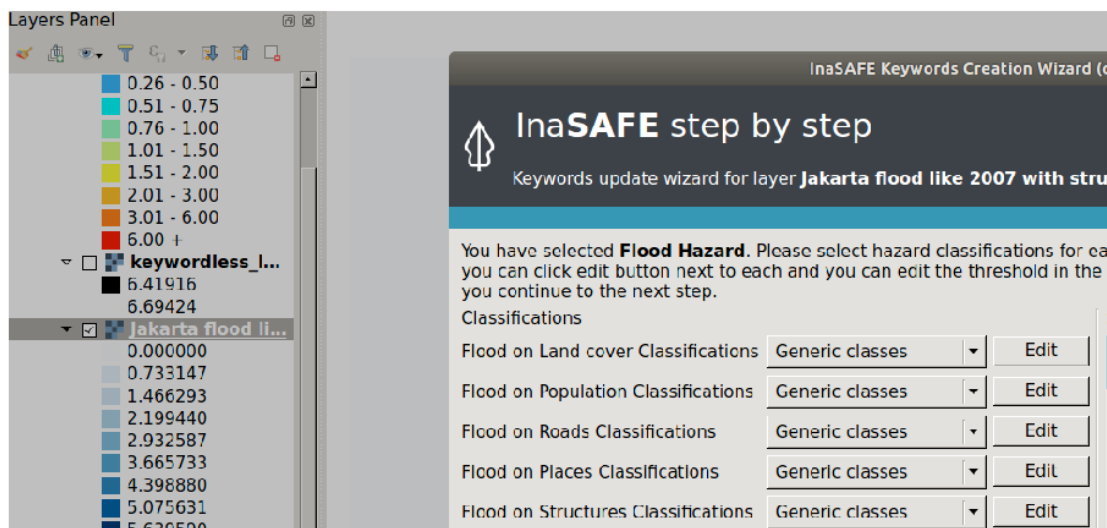 Layers Panel
0.26 - 0.50
0.51 - 0.75
0.76 - 1.00
1.01 - 1.50
1.51 - 2.00
2.01 - 3.00
3.01 - 6.00
6.00 +
keywordless_l...
6.41916
6.69424
Jakarta flood li...
0.000000
0.733147
1.466293
2.199440
2.932587
3.665733
4.398880
5.075631
InaSAFE Keywords Creation Wizard (
InaSAFE step by step
Keywords update wizard for layer Jakarta flood like 2007 with stru
You have selected Flood Hazard. Please select hazard classifications for ea
you can click edit button next to each and you can edit the threshold in the
you continue to the next step.
Classifications
Flood on Land cover Classifications Generic classes Edit
Flood on Population Classifications Generic classes Edit
Flood on Roads Classifications Generic classes Edit
Flood on Places Classifications Generic classes Edit
Flood on Structures Classifications Generic classes Edit